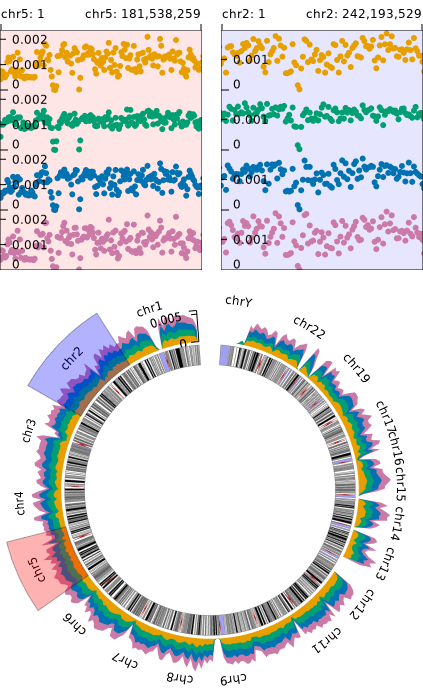 chr5: 1 chr5: 181,538,259 chr2: 1 chr2: 242,193,529
0.002
0.001
0
0.002
0.001
0
0.002
0.001
0
0.002
0.001
0
0.001
0
0.001
0
0.001
0
0.001
0
chr1
0.005
0
chrY
chr22
chr19
chr17
chr16
chr15
chr14
chr13
chr12
chr11
chr9
chr8
chr7
chr6
chr5
chr4
chr3
chr2